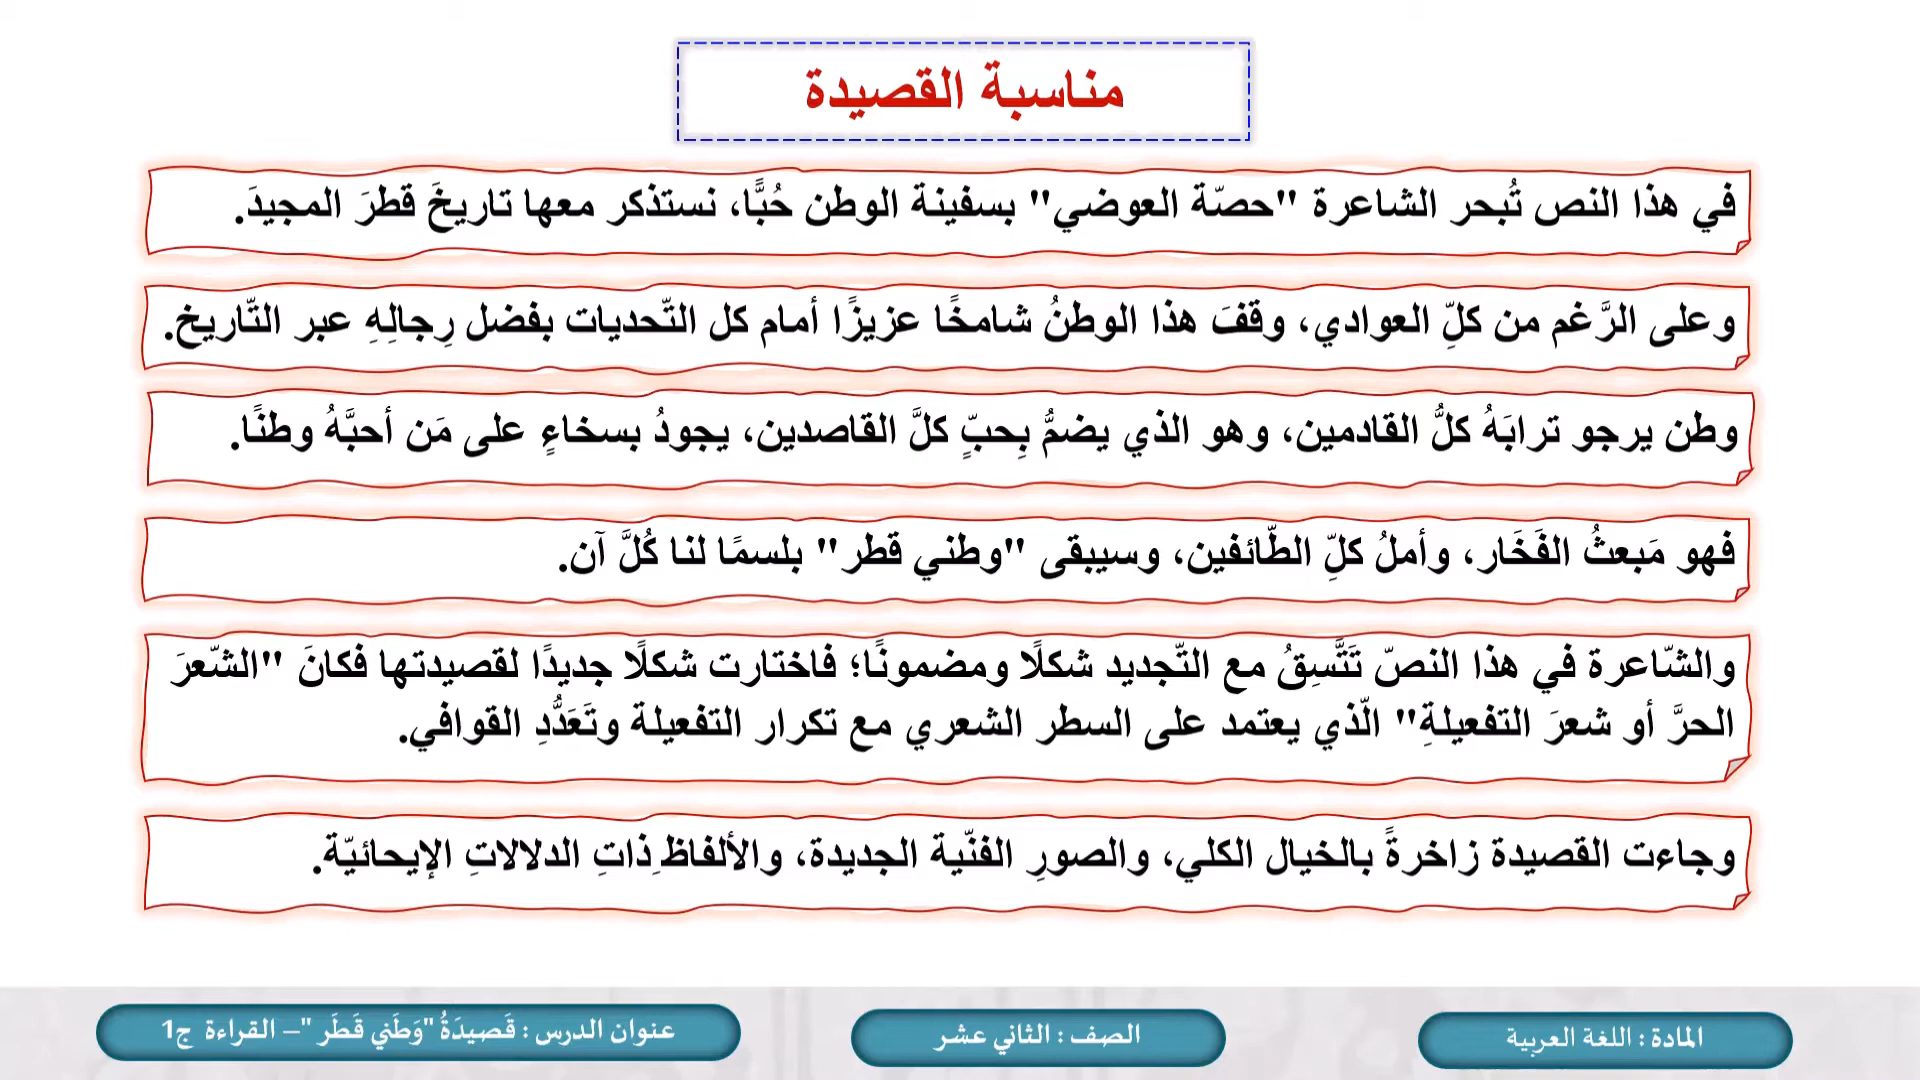 مناسبة القصيدة
في هذا النص تُبحر الشاعرة "حصّة العوضي" بسفينة الوطن حُبًّا، نستذكر معها تاريخَ قطرَ المجيدَ.
وعلى الرَّغم من كلِّ العوادي، وقفَ هذا الوطنُ شامخًا عزيزًا أمام كل التّحديات بفضل رِجالِهِ عبر التّاريخ.
وطن يرجو ترابَهُ كلُّ القادمين، وهو الذي يضمُّ بِحبٍّ كلَّ القاصدين، يجودُ بسخاءٍ على مَن أحبَّهُ وطنًا.
فهو مَبعثُ الفَخَار، وأملُ كلِّ الطّائفين، وسيبقى "وطني قطر" بلسمًا لنا كُلَّ آن.
والشّاعرة في هذا النصّ تَتَّسِقُ مع التّجديد شكلًا ومضمونًا؛ فاختارت شكلًا جديدًا لقصيدتها فكانَ "الشّعرَ
الحرَّ أو شعرَ التفعيلةِ" الّذي يعتمد على السطر الشعري مع تكرار التفعيلة وتَعَدُّدِ القوافي.
وجاءت القصيدة زاخرةً بالخيال الكلي، والصورِ الفنّية الجديدة، والألفاظِ ذاتِ الدلالاتِ الإيحائيّة.
المادة : اللغة العربية
الصف : الثاني عشر
عنوان الدرس : قَصيدَةُ "وَطَني قَطَر "– القراءة ج1